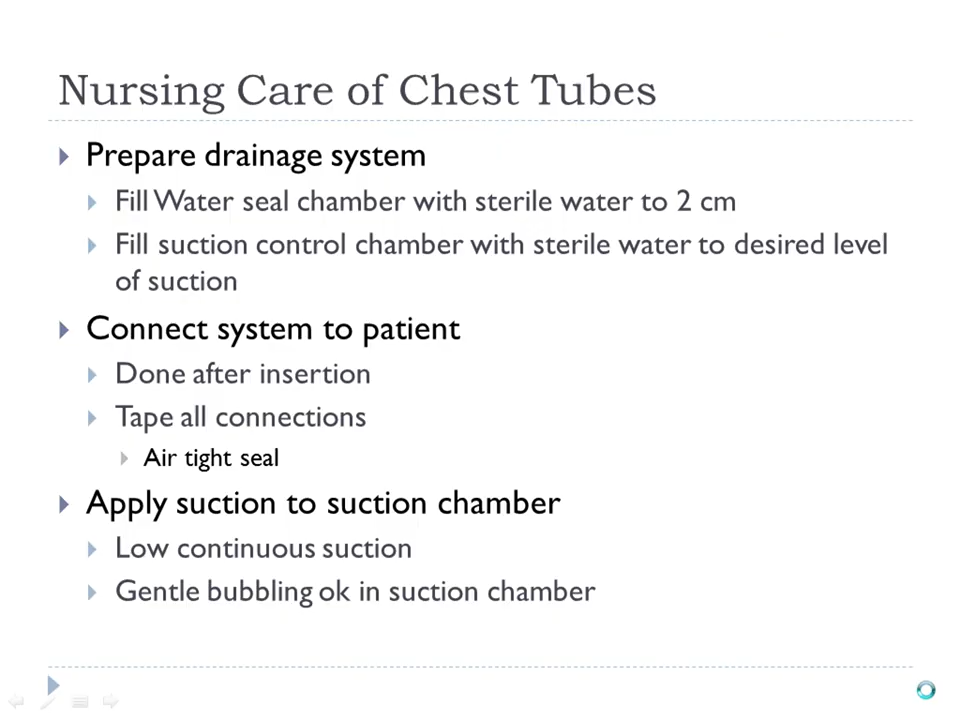 Nursing Care of Chest Tubes
Prepare drainage system
Fill Water seal chamber with sterile water to 2 cm
Fill suction control chamber with sterile water to desired level
of suction
Connect system to patient
Done after insertion
Tape all connections
Air tight seal
Apply suction to suction chamber
Low continuous suction
Gentle bubbling ok in suction chamber